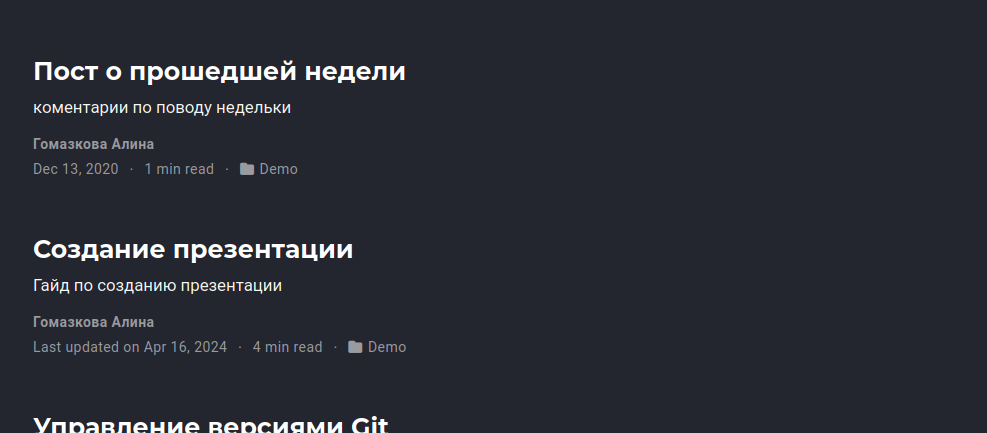 Пост о прошедшей недели
коментарии по поводу недельки
Гомазкова Алина
Dec 13, 2020 · 1 min read · Demo
Создание презентации
Гайд по созданию презентации
Гомазкова Алина
Last updated on Apr 16, 2024 · 4 min read · Demo
Управление версиями Git